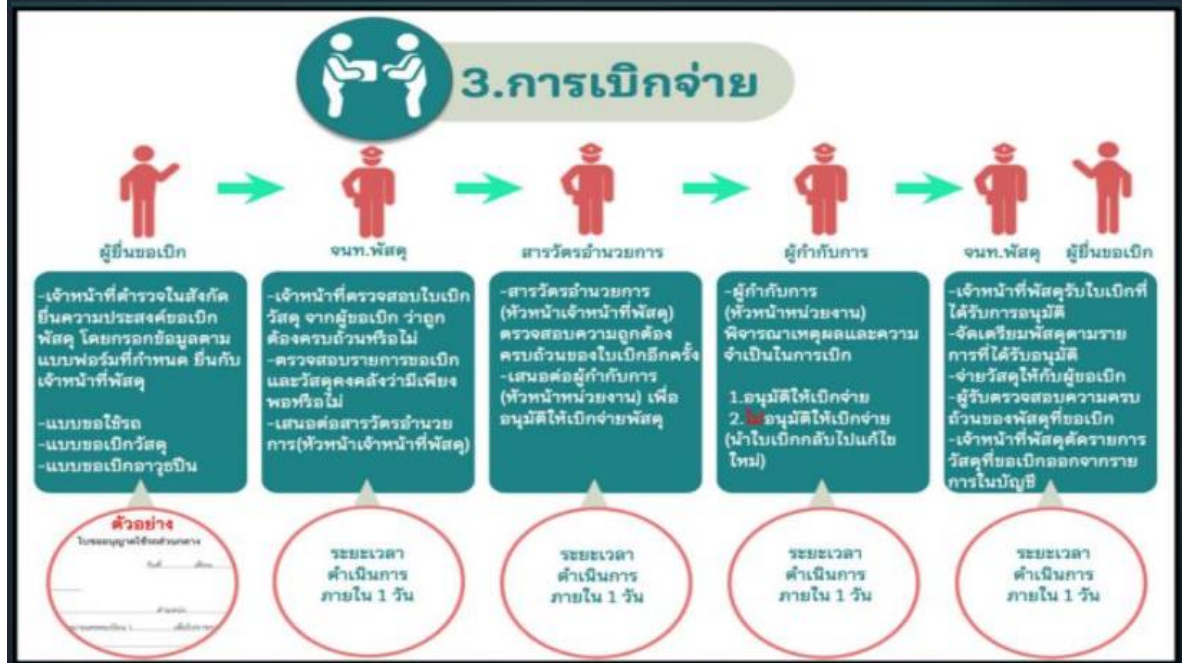 3.การเบิกจ่าย
ผู้ยื่นขอเบิก
จนท.พัสดุ
สารวัตรอำนวยการ
ผู้กำกับการ
จนท.พัสดุ
ผู้ยื่นขอเบิก
-เจ้าหน้าที่ตำรวจในสังกัด
ยื่นความประสงค์ขอเบิก
พัสดุ โดยกรอกข้อมูลตาม
แบบฟอร์มที่กำหนด ยื่นกับ
เจ้าหน้าที่พัสดุ
-แบบขอใช้รถ
-แบบขอเบิกวัสดุ
-แบบขอเบิกอาวุธปืน
-เจ้าหน้าที่ตรวจสอบใบเบิก
วัสดุ จากผู้ขอเบิก ว่าถูก
ต้องครบถ้วนหรือไม่
-ตรวจสอบรายการขอเบิก
และวัสดุคงคลังว่ามีเพียง
พอหรือไม่
-เสนอต่อสารวัตรอำนวย
การ(หัวหน้าเจ้าหน้าที่พัสดุ)
-สารวัตรอำนวยการ
(หัวหน้าเจ้าหน้าที่พัสดุ)
ตรวจสอบความถูกต้อง
ครบถ้วนของใบเบิกอีกครั้ง
-เสนอต่อผู้กำกับการ
(หัวหน้าหน่วยงาน) เพื่อ
อนุมัติให้เบิกจ่ายพัสดุ
-ผู้กำกับการ
(หัวหน้าหน่วยงาน)
พิจารณาเหตุผลและความ
จำเป็นในการเบิก
1.อนุมัติให้เบิกจ่าย
2.ไม่อนุมัติให้เบิกจ่าย
(นำใบเบิกกลับไปแก้ไข
ใหม่)
-เจ้าหน้าที่พัสดุรับใบเบิกที่
ได้รับการอนุมัติ
-จัดเตรียมพัสดุตามราย
การที่ได้รับอนุมัติ
-จ่ายวัสดุให้กับผู้ขอเบิก
-ผู้รับตรวจสอบความครบ
ถ้วนของพัสดุที่ขอเบิก
-เจ้าหน้าที่พัสดุตัดรายการ
วัสดุที่ขอเบิกออกจากราย
การในบัญชี
ตัวอย่าง
ใบขออนุญาตใช้รถส่วนกลาง
วันที่ เดือน
ตำแหน่ง
ระยะเวลา
ดำเนินการ
ภายใน 1 วัน
ระยะเวลา
ดำเนินการ
ภายใน 1 วัน
ระยะเวลา
ดำเนินการ
ภายใน 1 วัน
ระยะเวลา
ดำเนินการ
ภายใน 1 วัน